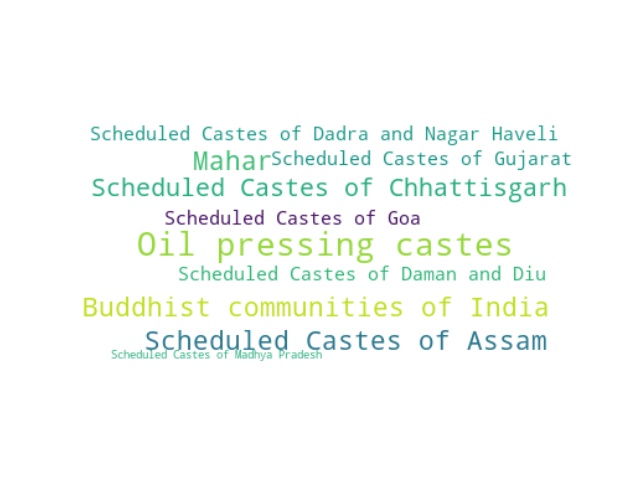 Scheduled Castes of Dadra and Nagar Haveli
Mahar
Scheduled Castes of Gujarat
Scheduled Castes of Chhattisgarh
Scheduled Castes of Goa
Oil pressing castes
Scheduled Castes of Daman and Diu
Buddhist communities of India
Scheduled Castes of Assam
Scheduled Castes of Madhya Pradesh